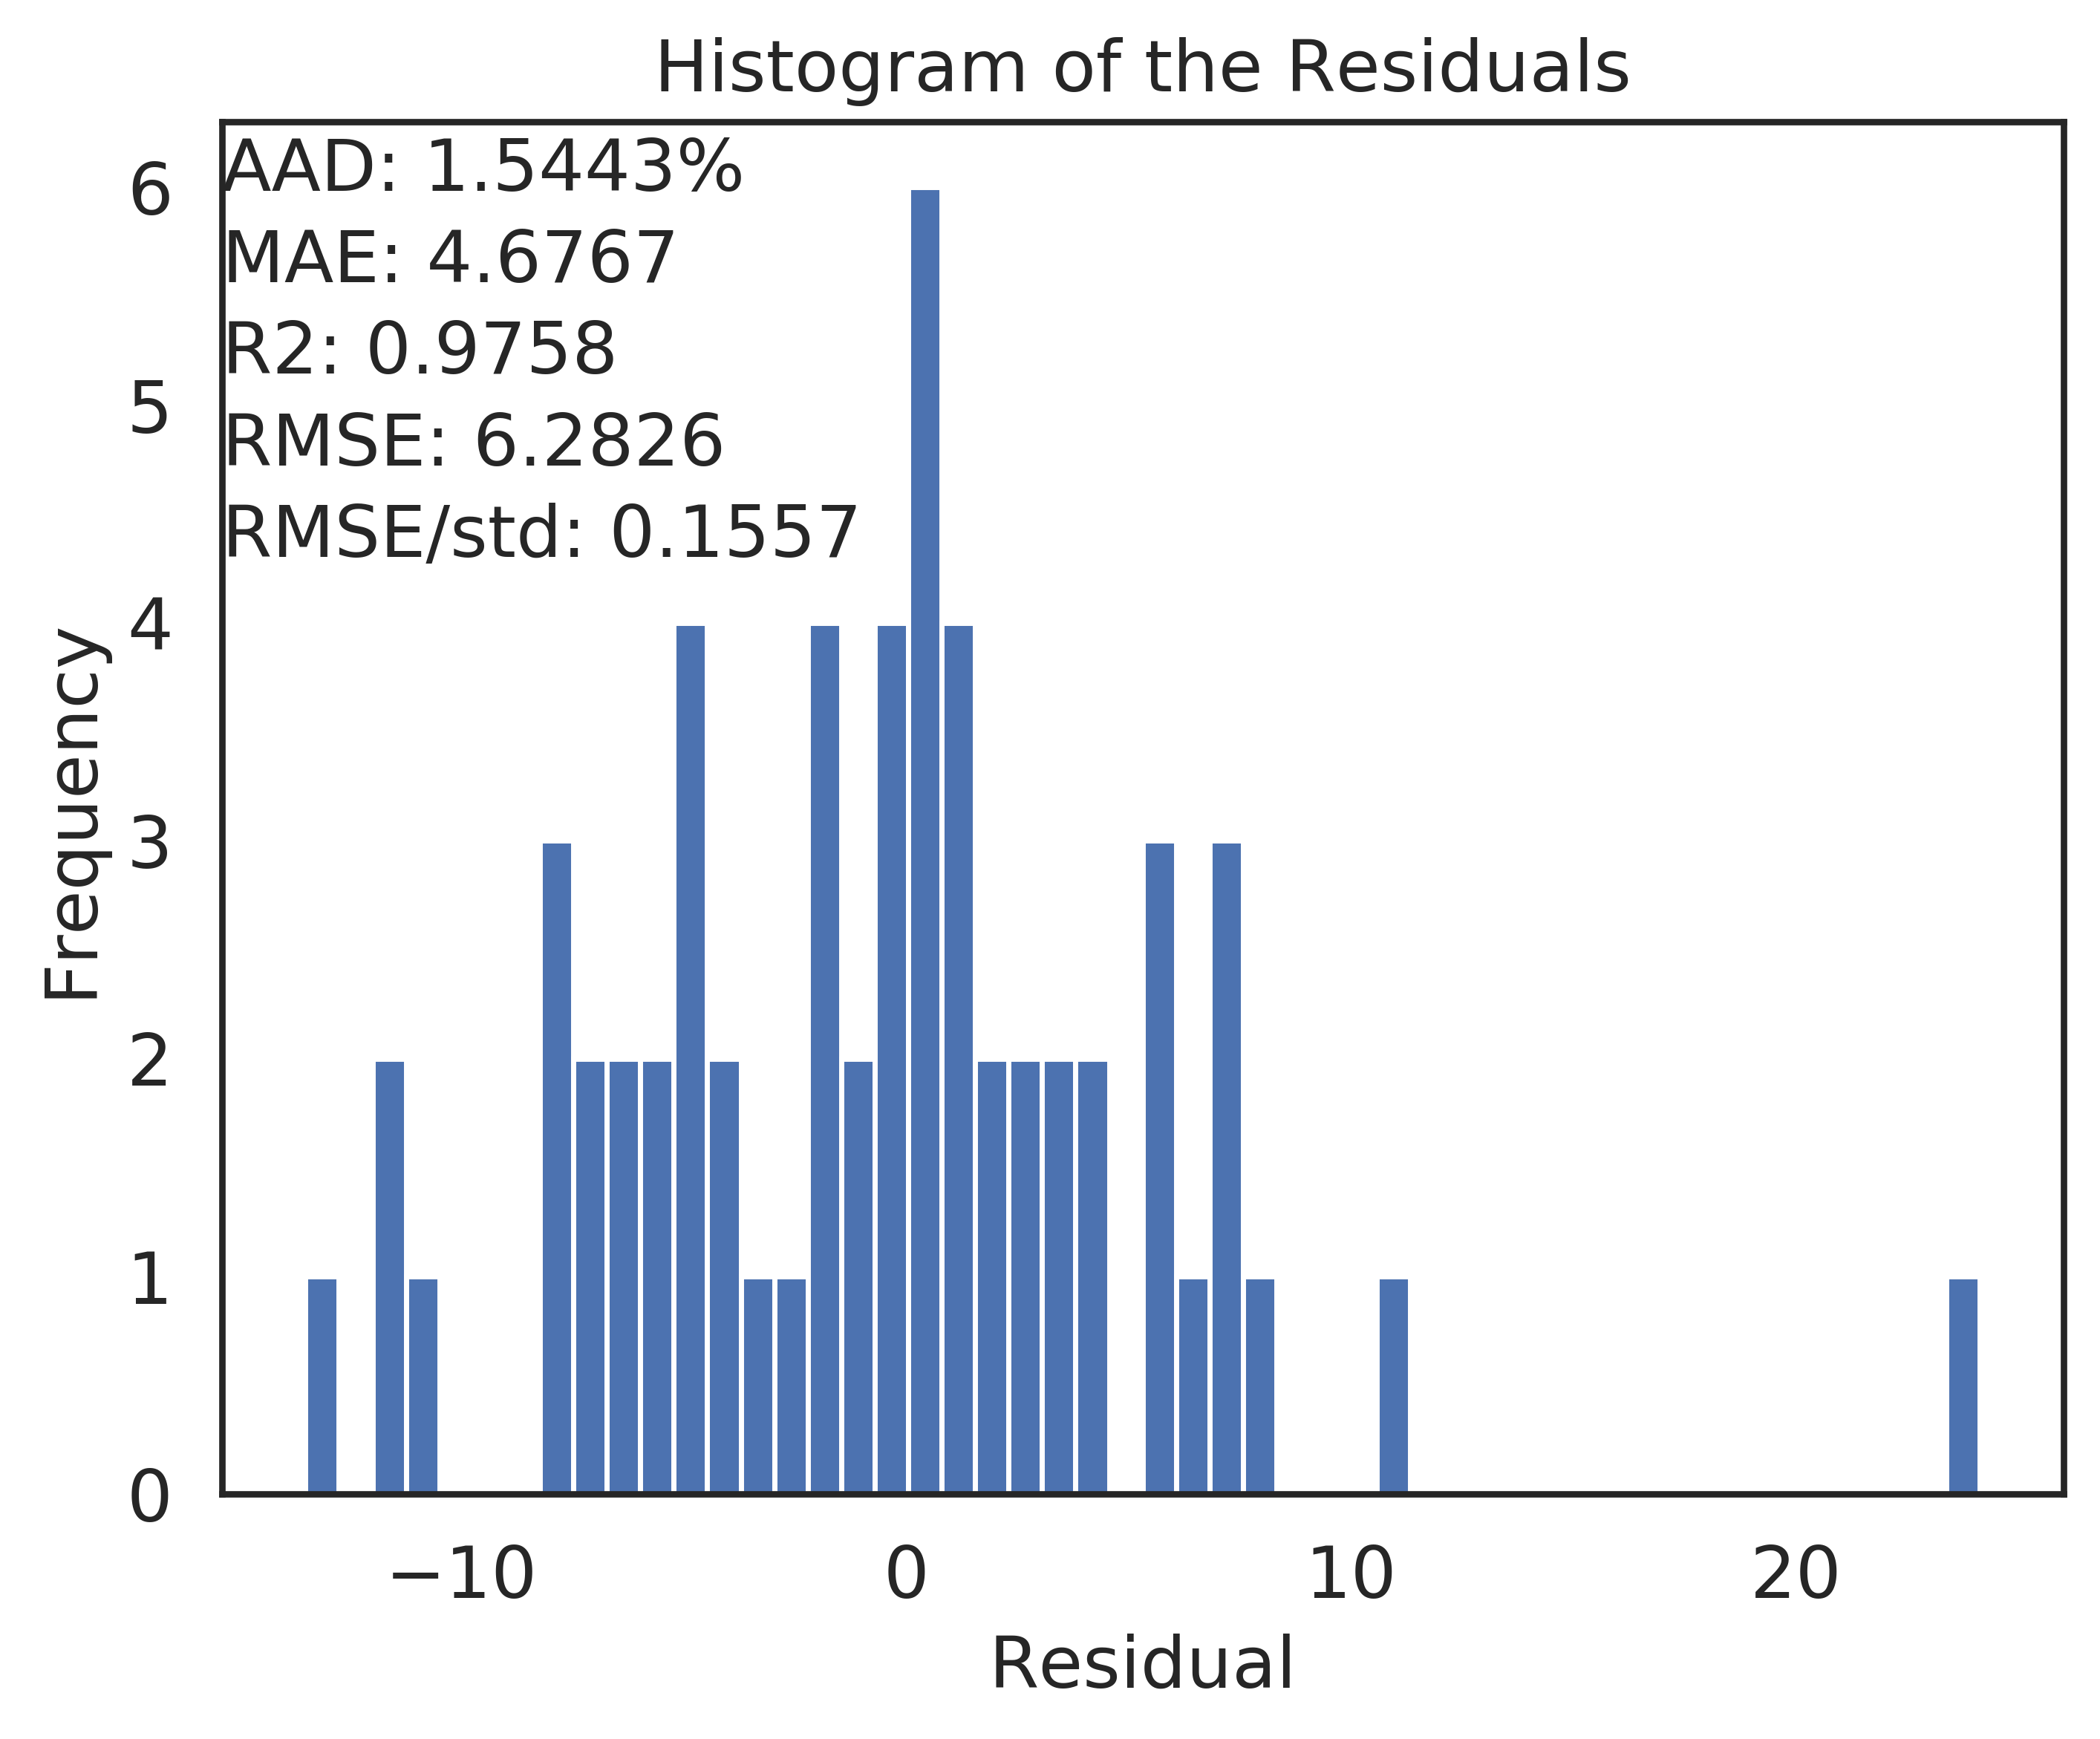 Histogram of the Residuals
AAD: 1.5443%
MAE: 4.6767
R2: 0.9758
RMSE: 6.2826
RMSE/std: 0.1557
6
5
4
3
2
1
0
Frequency
−10 0 10 20
Residual